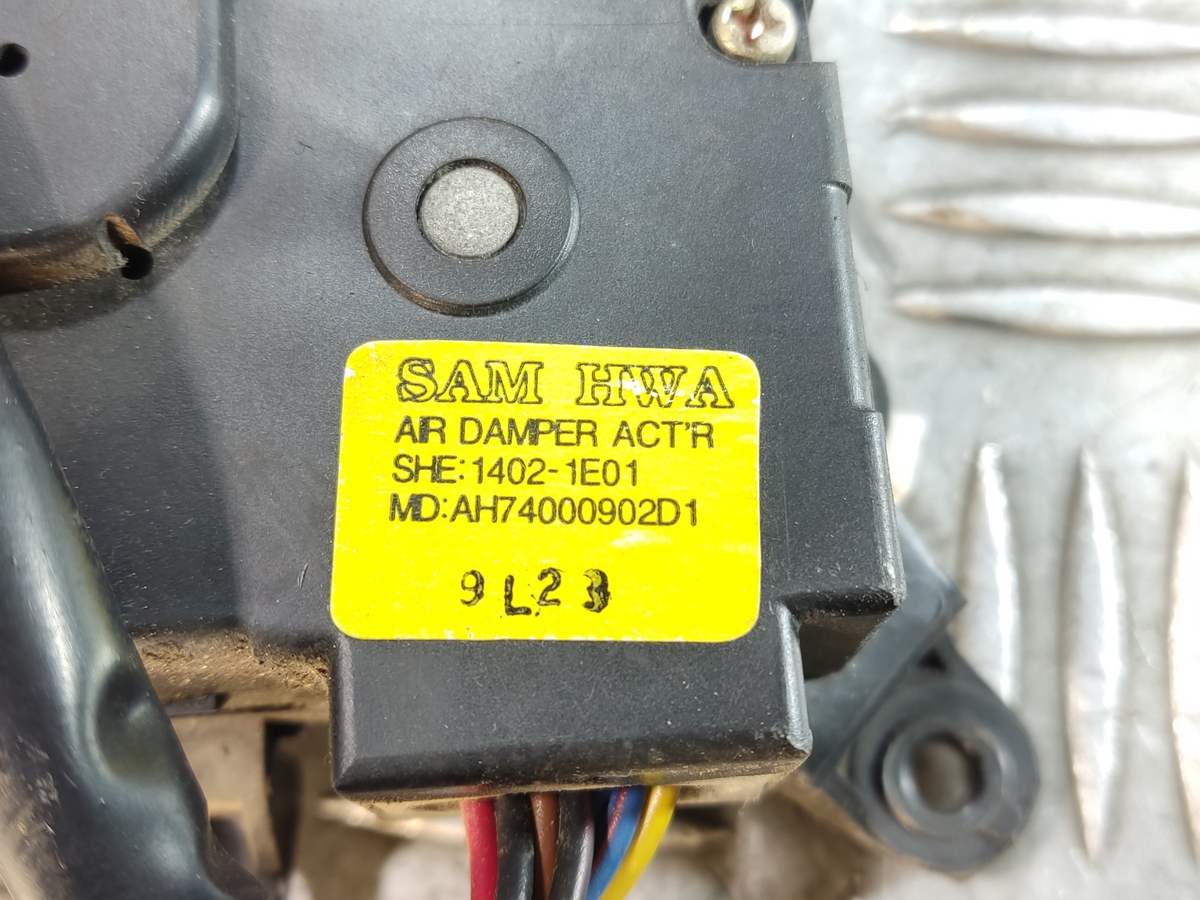 SAM HWA
AIR DAMPER ACT'R
SHE:1402-1E01
MD:AH74000902D1
9L23